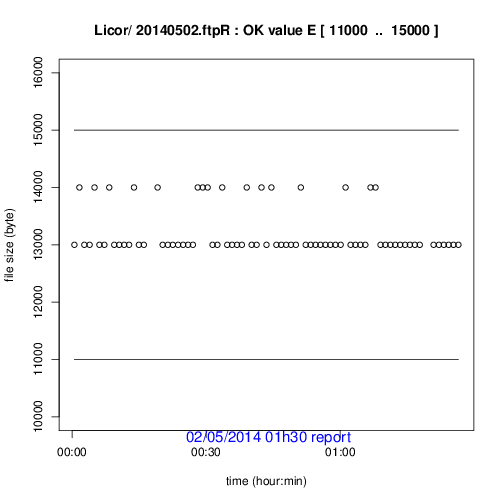 Licor/ 20140502.ftpR : OK value E [ 11000 .. 15000 ]
file size (byte)
16000
15000
14000
13000
12000
11000
10000
02/05/2014 01h30 report
00:00 00:30 01:00
time (hour:min)